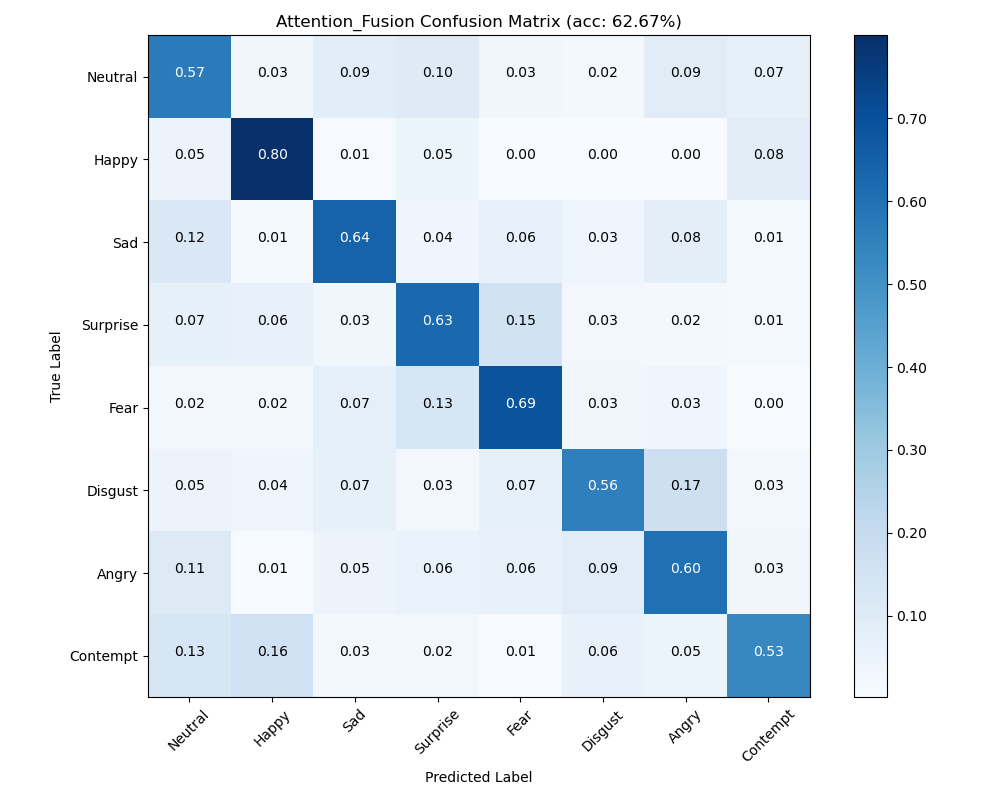 Attention_Fusion Confusion Matrix (acc: 62.67%)
True Label
Neutral 0.57 0.03 0.09 0.10 0.03 0.02 0.09 0.07
Happy 0.05 0.80 0.01 0.05 0.00 0.00 0.00 0.08
Sad 0.12 0.01 0.64 0.04 0.06 0.03 0.08 0.01
Surprise 0.07 0.06 0.03 0.63 0.15 0.03 0.02 0.01
Fear 0.02 0.02 0.07 0.13 0.69 0.03 0.03 0.00
Disgust 0.05 0.04 0.07 0.03 0.07 0.56 0.17 0.03
Angry 0.11 0.01 0.05 0.06 0.06 0.09 0.60 0.03
Contempt 0.13 0.16 0.03 0.02 0.01 0.06 0.05 0.53
Neutral Happy Sad Surprise Fear Disgust Angry Contempt
Predicted Label
0.70
0.60
0.50
0.40
0.30
0.20
0.10